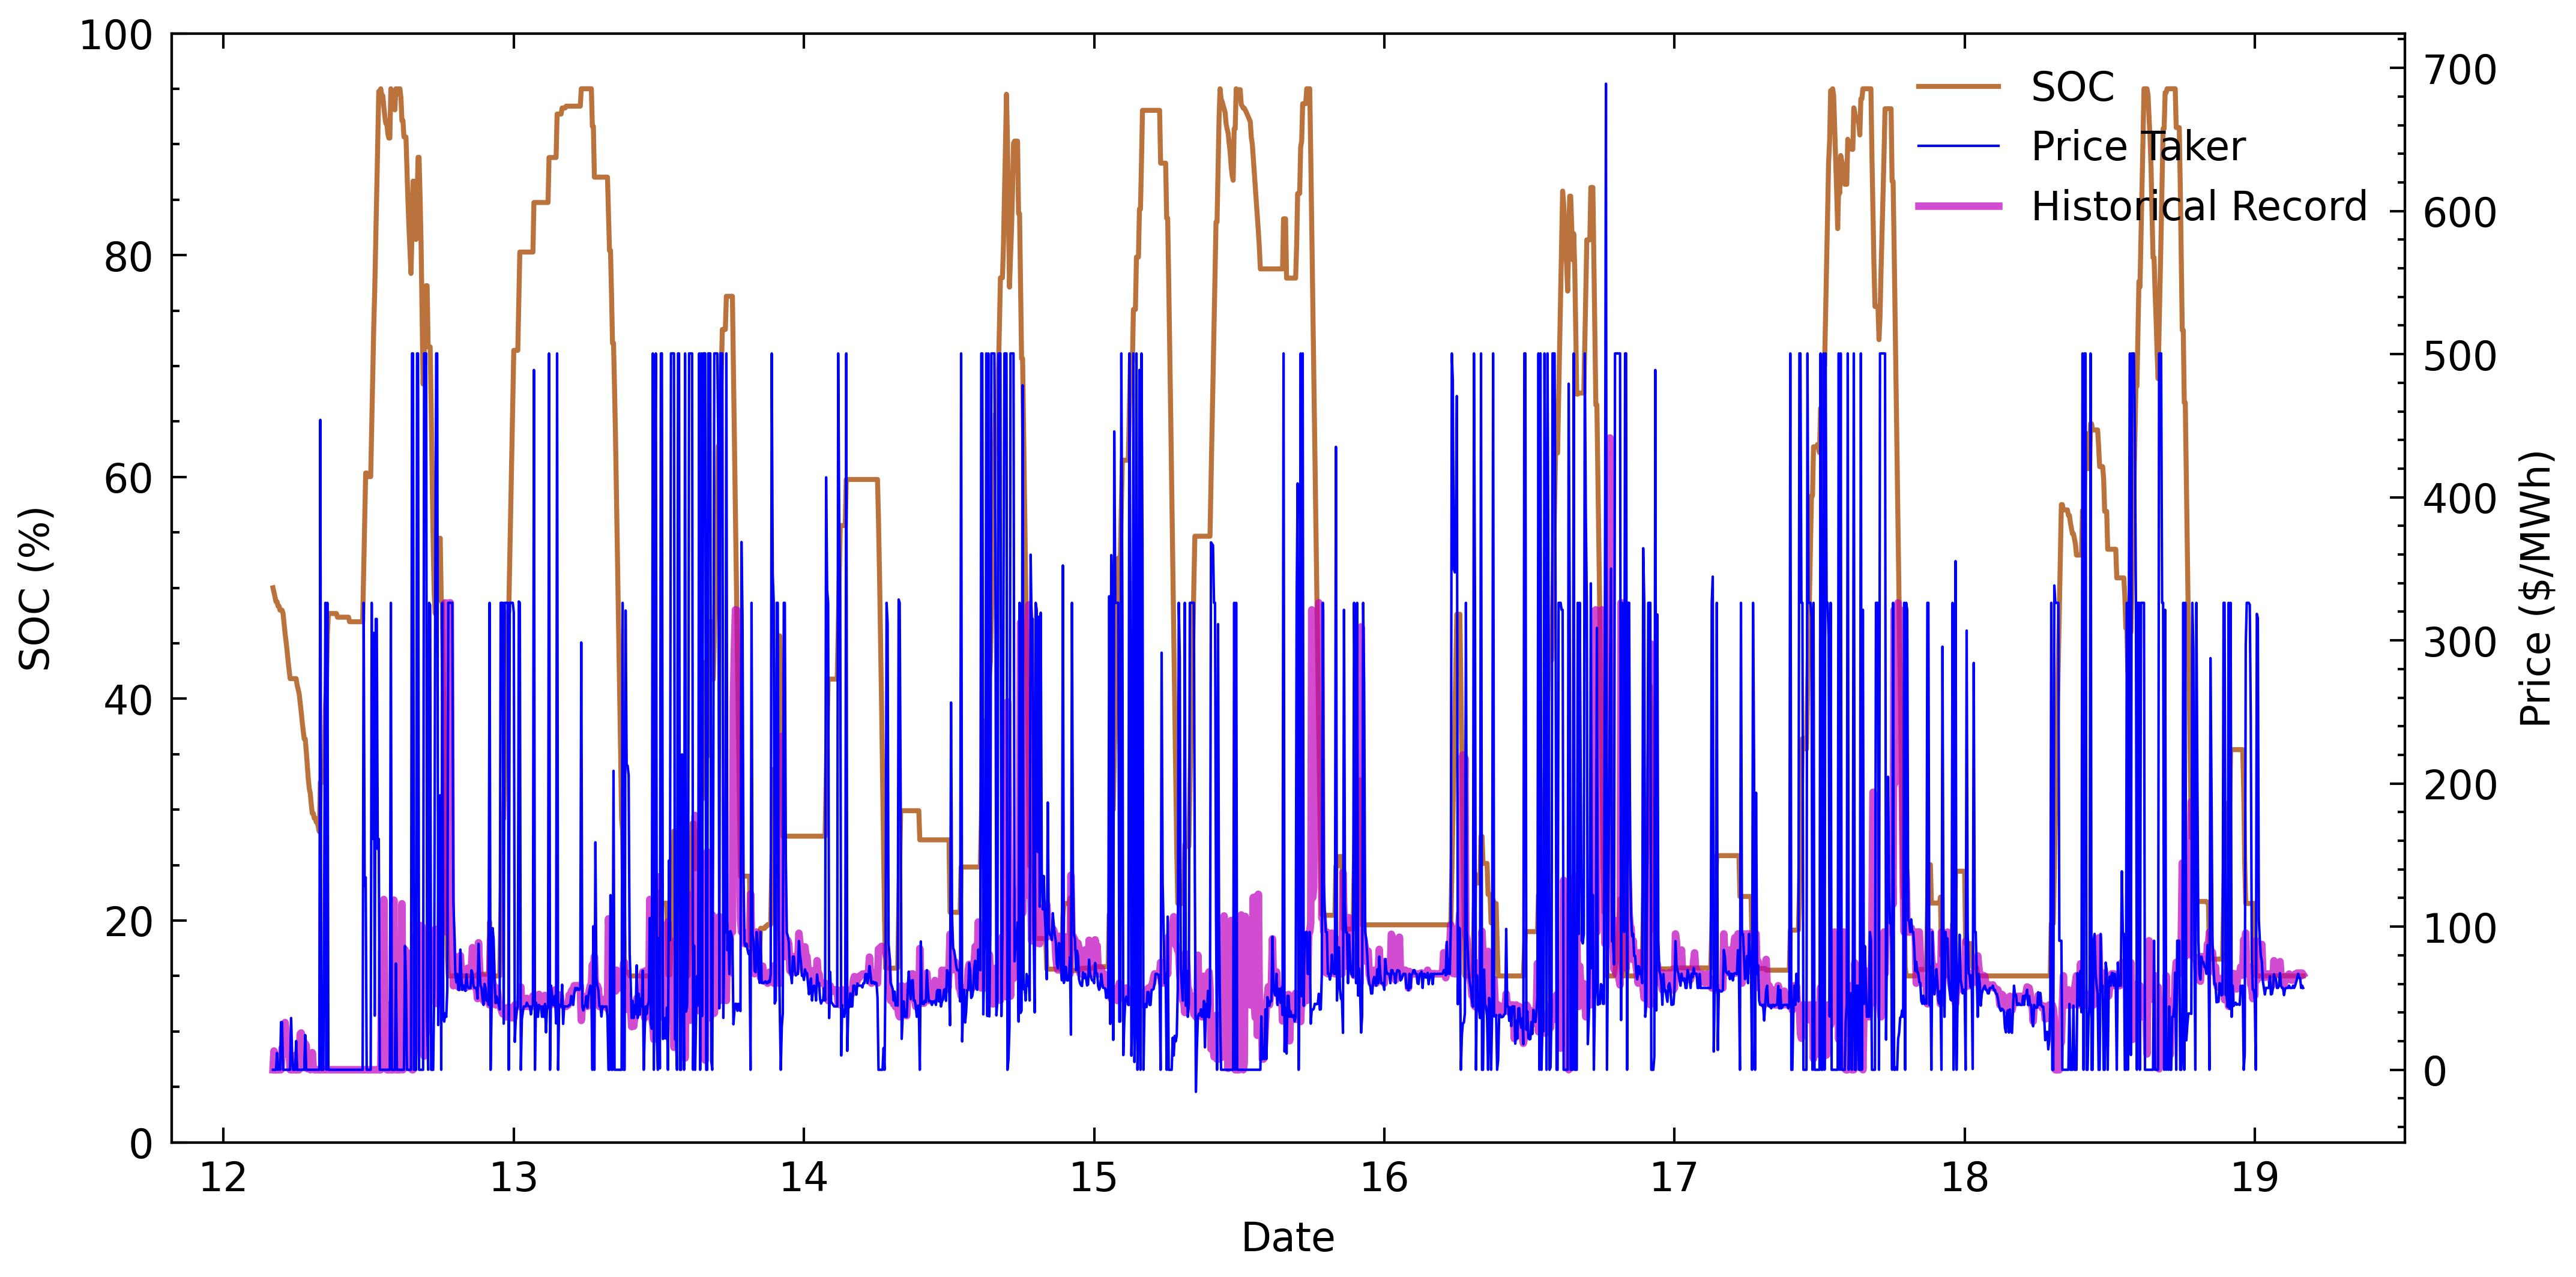 SOC (%)
100
80
60
40
20
0
SOC
Price Taker
Historical Record
700
600
500
400
300
200
100
0
Price ($/MWh)
12 13 14 15 16 17 18 19
Date